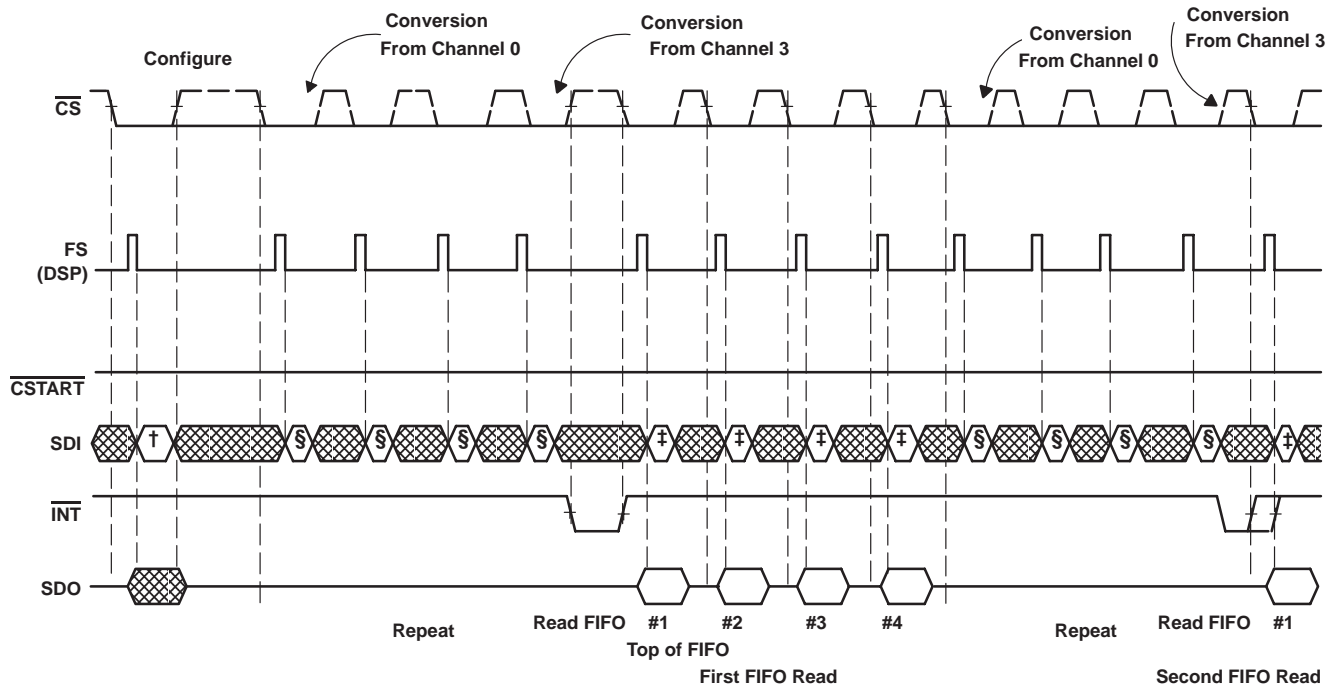 Conversion
From Channel 0
Conversion
From Channel 3
Conversion
From Channel 0
Conversion
From Channel 3
Configure
CS
FS
(DSP)
CSTART
SDI
† § § § § ‡ ‡ ‡ ‡ § § § § ‡
INT
SDO
Repeat
Read FIFO #1 #2 #3 #4
Top of FIFO
First FIFO Read
Repeat
Read FIFO #1
Second FIFO Read